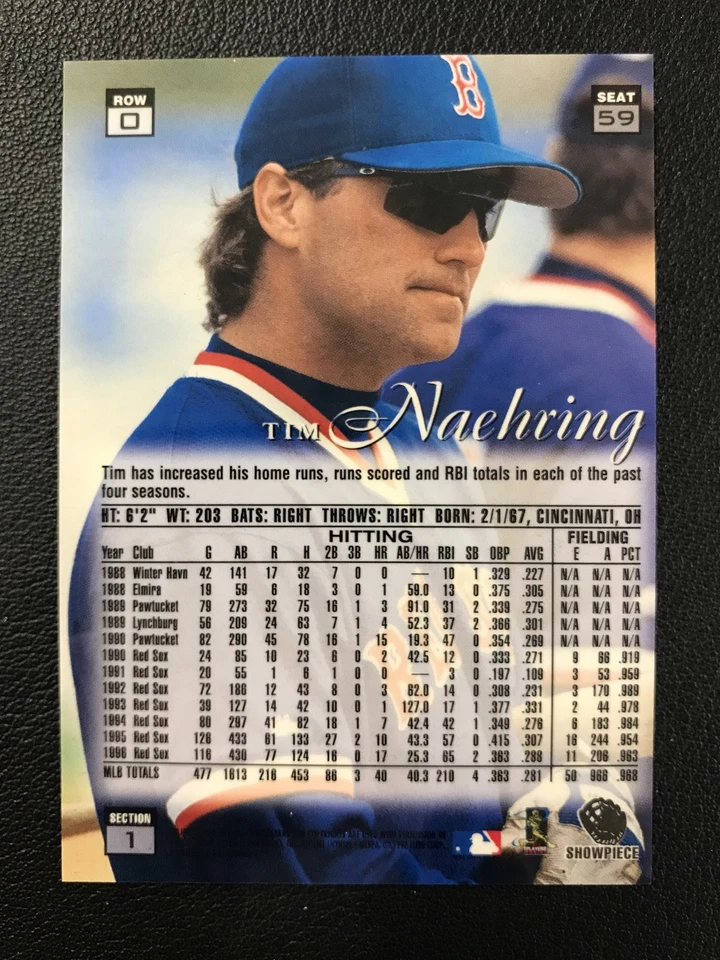 ROW
0
SEAT
59
B
TIM Naehring
Tim has increased his home runs, runs scored and RBI totals in each of the past
four seasons.
HT: 6'2" WT: 203 BATS: RIGHT THROWS: RIGHT BORN: 2/1/67, CINCINNATI, OH
HITTING FIELDING
Year Club G AB R H 2B 3B HR AB/HR RBI SB OBP AVG E A PCT
1988 Winter Havn 42 141 17 32 7 0 0 — 10 1 .329 .227 N/A N/A N/A
1988 Elmira 19 59 6 18 3 0 1 59.0 13 0 .375 .305 N/A N/A N/A
1989 Pawtucket 79 273 32 75 16 1 3 91.0 31 2 .339 .275 N/A N/A N/A
1989 Lynchburg 56 209 24 63 7 1 4 52.3 37 2 .366 .301 N/A N/A N/A
1990 Pawtucket 82 290 45 78 16 1 15 19.3 47 0 .354 .269 N/A N/A N/A
1990 Red Sox 24 85 10 23 6 0 2 42.5 12 0 .333 .271 9 66 .919
1991 Red Sox 20 55 1 6 1 0 0 — 3 0 .197 .109 3 53 .959
1992 Red Sox 72 186 12 43 8 0 3 62.0 14 0 .308 .231 3 170 .989
1993 Red Sox 39 127 14 42 10 0 1 127.0 17 1 .377 .331 2 44 .978
1994 Red Sox 80 297 41 82 18 1 7 42.4 42 1 .349 .276 6 183 .984
1995 Red Sox 126 433 61 133 27 2 10 43.3 57 0 .415 .307 16 244 .954
1996 Red Sox 116 430 77 124 16 0 17 25.3 65 2 .363 .288 11 206 .963
MLB TOTALS 477 1613 216 453 86 3 40 40.3 210 4 .363 .281 50 966 .968
SECTION
1
SHOWPIECE